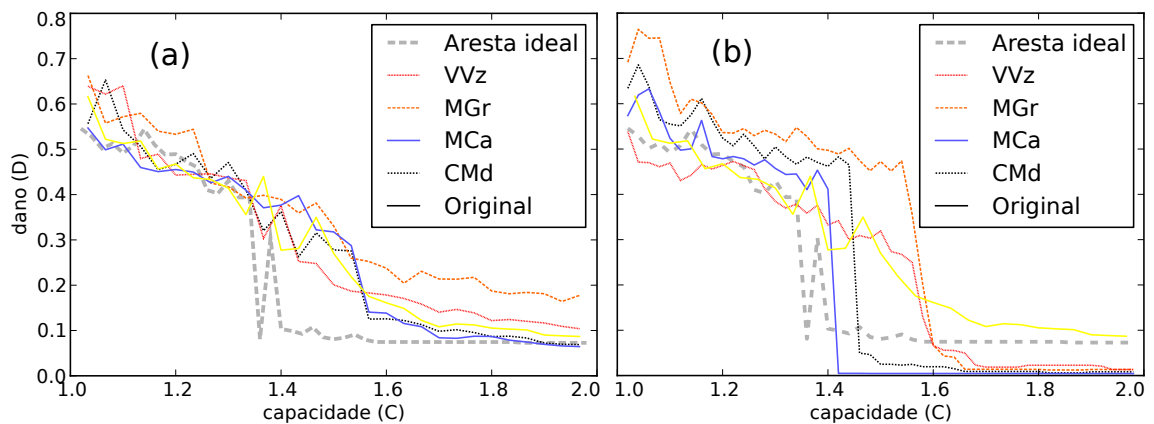 (a)
Aresta ideal
VVz
MGr
MCa
CMd
Original
dano (D)
0.8
0.7
0.6
0.5
0.4
0.3
0.2
0.1
0.0
1.0 1.2 1.4 1.6 1.8 2.0
capacidade (C)
(b)
Aresta ideal
VVz
MGr
MCa
CMd
Original
1.0 1.2 1.4 1.6 1.8 2.0
capacidade (C)